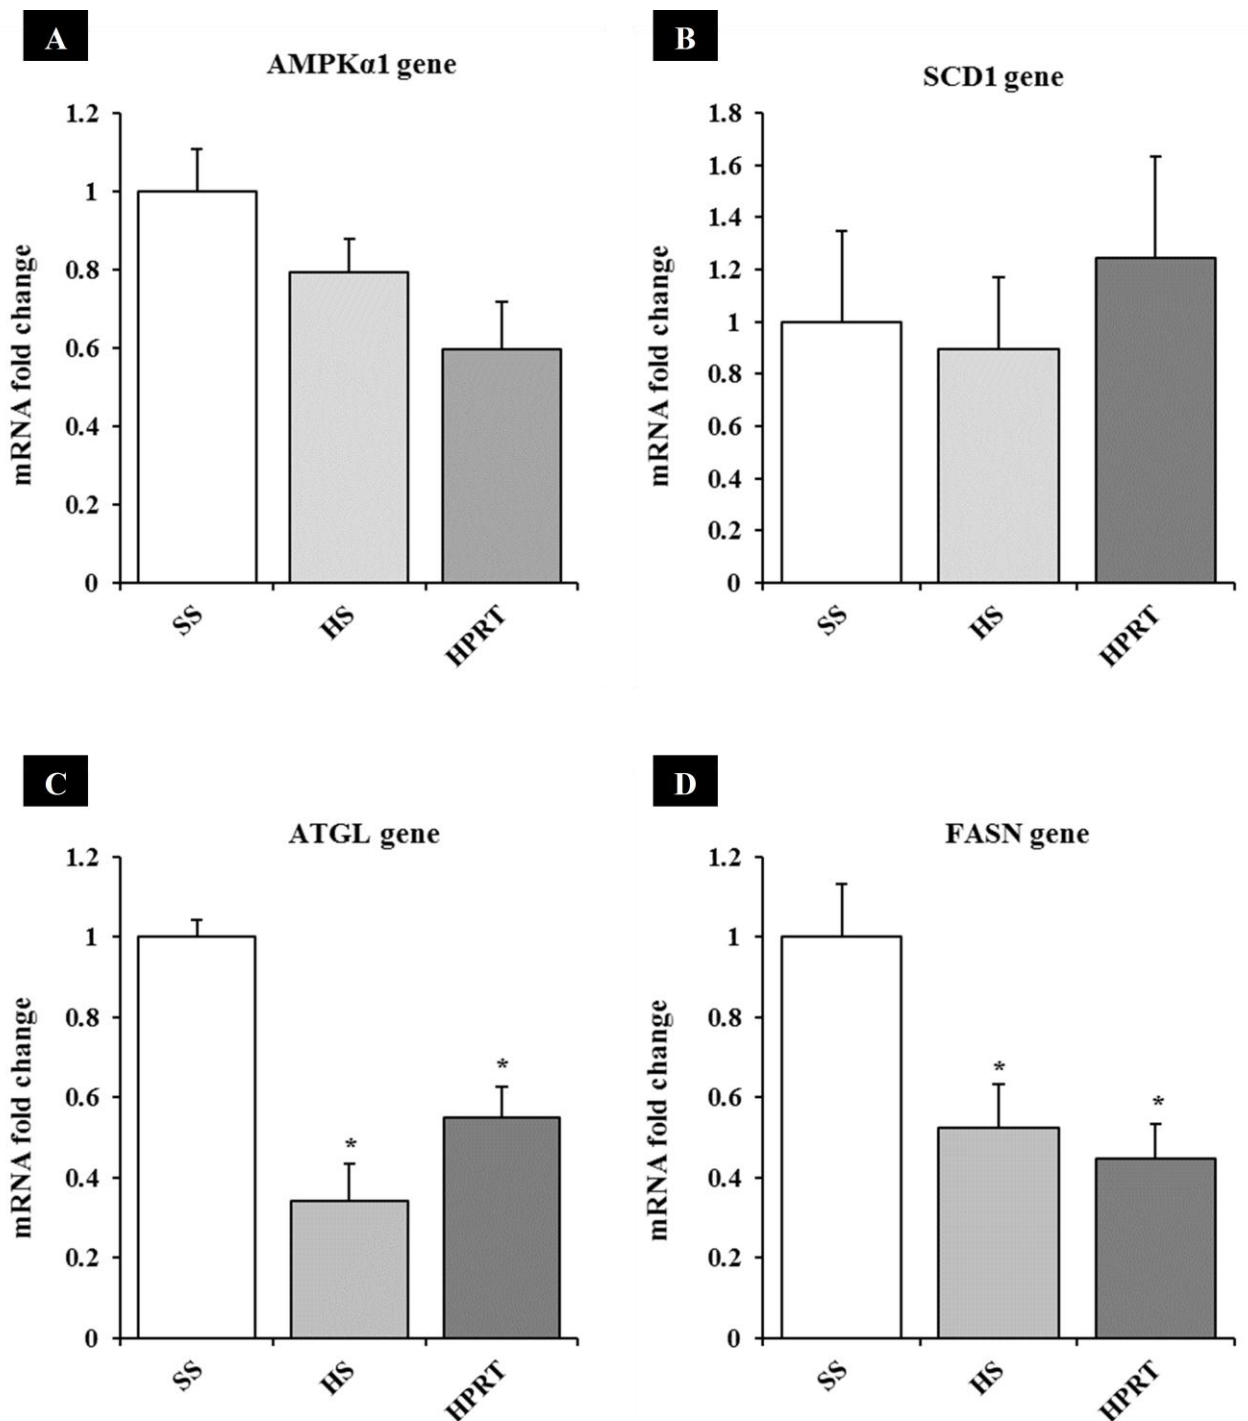 A
AMPKα1 gene
mRNA fold change
1.2
1
0.8
0.6
0.4
0.2
0
SS
HS
HPRT
B
SCD1 gene
mRNA fold change
1.8
1.6
1.4
1.2
1
0.8
0.6
0.4
0.2
0
SS
HS
HPRT
C
ATGL gene
mRNA fold change
1.2
1
0.8
0.6
0.4
0.2
0
*
*
SS
HS
HPRT
D
FASN gene
mRNA fold change
1.2
1
0.8
0.6
0.4
0.2
0
*
*
SS
HS
HPRT